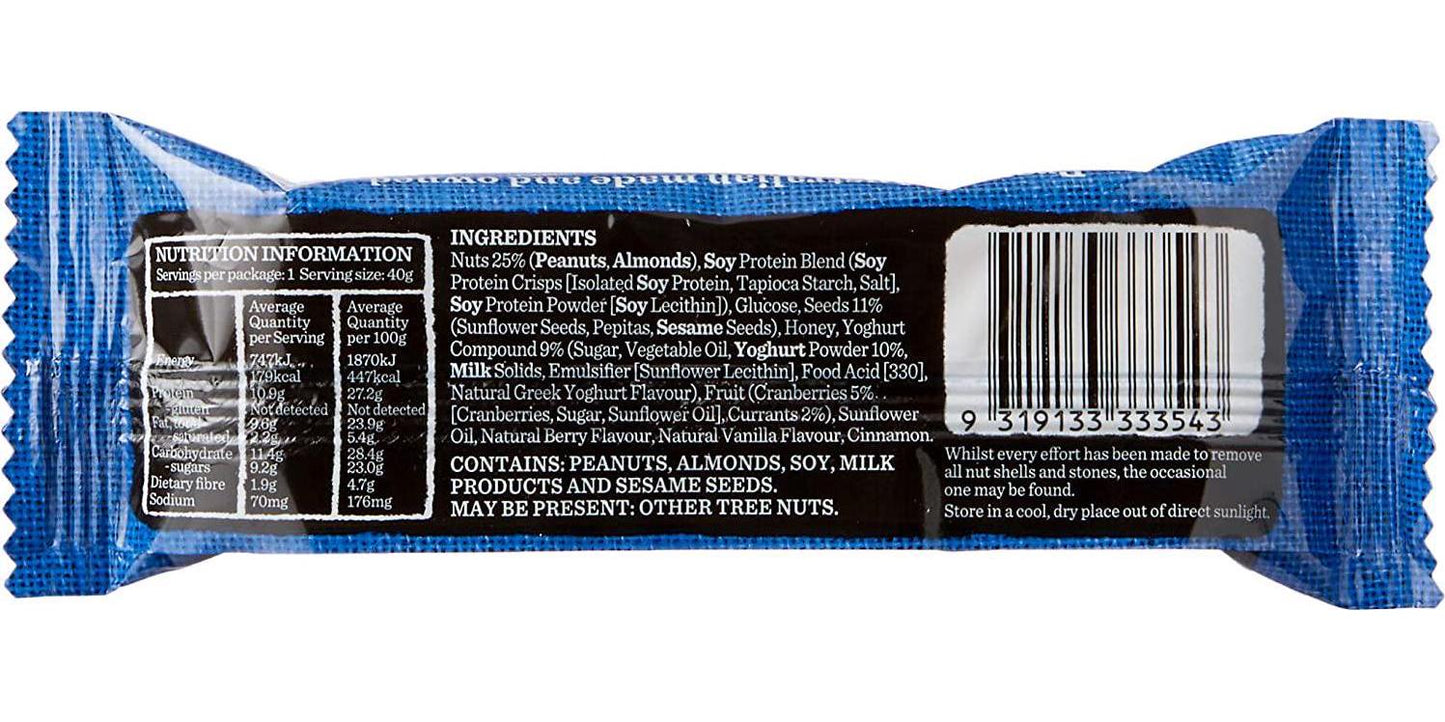 alian made and owned
NUTRITION INFORMATION
Servings per package: 1 Serving size: 40g
Average Quantity per Serving Average Quantity per 100g
Energy 747kJ 1870kJ
179kcal 447kcal
Protein 10.9g 27.2g
-gluten Not detected Not detected
Fat, total 9.6g 23.9g
-saturated 2.2g 5.4g
Carbohydrate 11.4g 28.4g
-sugars 9.2g 23.0g
Dietary fibre 1.9g 4.7g
Sodium 70mg 176mg
INGREDIENTS
Nuts 25% (Peanuts, Almonds), Soy Protein Blend (Soy
Protein Crisps [Isolated Soy Protein, Tapioca Starch, Salt],
Soy Protein Powder [Soy Lecithin]), Glucose, Seeds 11%
(Sunflower Seeds, Pepitas, Sesame Seeds), Honey, Yoghurt
Compound 9% (Sugar, Vegetable Oil, Yoghurt Powder 10%,
Milk Solids, Emulsifier [Sunflower Lecithin], Food Acid [330],
Natural Greek Yoghurt Flavour), Fruit (Cranberries 5%
[Cranberries, Sugar, Sunflower Oil], Currants 2%), Sunflower
Oil, Natural Berry Flavour, Natural Vanilla Flavour, Cinnamon.
CONTAINS: PEANUTS, ALMONDS, SOY, MILK
PRODUCTS AND SESAME SEEDS.
MAY BE PRESENT: OTHER TREE NUTS.
9 319133 333543
Whilst every effort has been made to remove
all nut shells and stones, the occasional
one may be found.
Store in a cool, dry place out of direct sunlight.